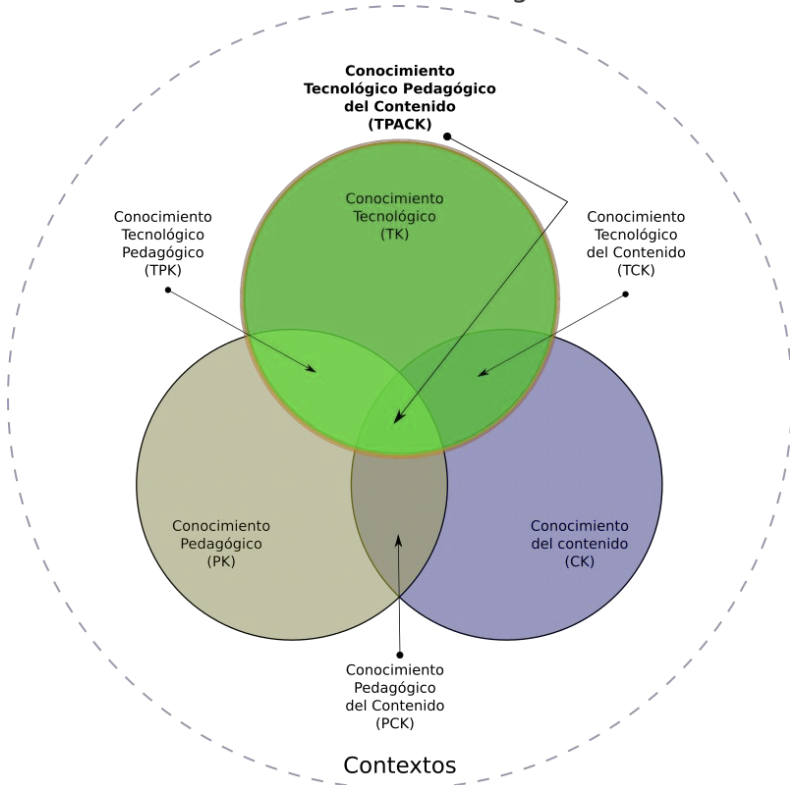 Conocimiento
Tecnológico Pedagógico
del Contenido
(TPACK)
Conocimiento
Tecnológico
(TK)
Conocimiento
Tecnológico
Pedagógico
(TPK)
Conocimiento
Tecnológico
del Contenido
(TCK)
Conocimiento
Pedagógico
(PK)
Conocimiento
del contenido
(CK)
Conocimiento
Pedagógico
del Contenido
(PCK)
Contextos